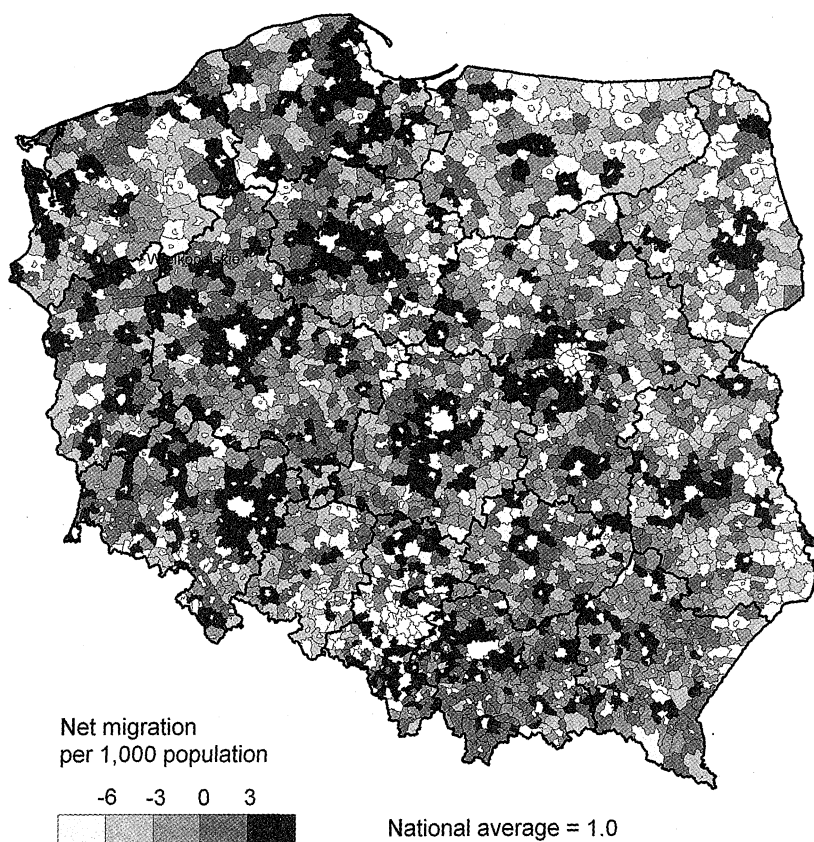 Wielkopolskie
Net migration
per 1,000 population
-6 -3 0 3
National average = 1.0